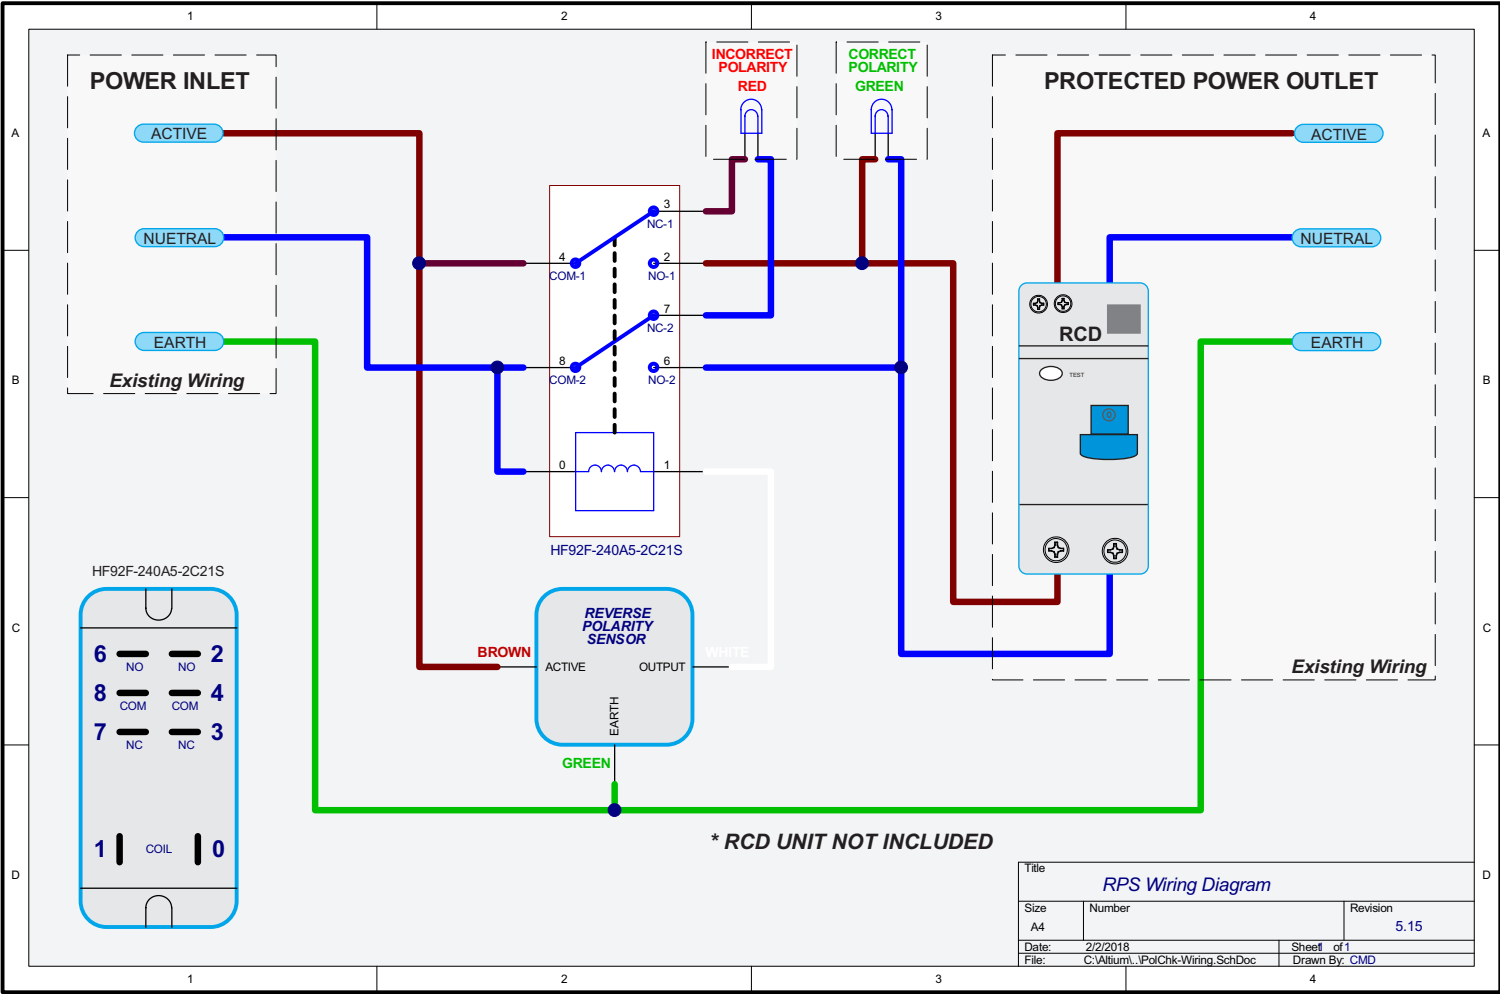 1 2 3 4
A A
B B
C C
D D
1 2 3 4
POWER INLET
ACTIVE
NUETRAL
EARTH
Existing Wiring
INCORRECT
POLARITY
RED
CORRECT
POLARITY
GREEN
PROTECTED POWER OUTLET
ACTIVE
NUETRAL
EARTH
RCD
TEST
Existing Wiring
3
NC-1
4
COM-1
2
NO-1
7
NC-2
8
COM-2
6
NO-2
0 1
HF92F-240A5-2C21S
REVERSE
POLARITY
SENSOR
BROWN
ACTIVE
OUTPUT
WHITE
EARTH
GREEN
HF92F-240A5-2C21S
6 NO NO 2
8 COM COM 4
7 NC NC 3
1 COIL 0
* RCD UNIT NOT INCLUDED
Title
RPS Wiring Diagram
Size Number Revision
A4 5.15
Date: 2/2/2018 Sheet1 of 1
File: C:\Altium\..\PolChk-Wiring.SchDoc Drawn By: CMD